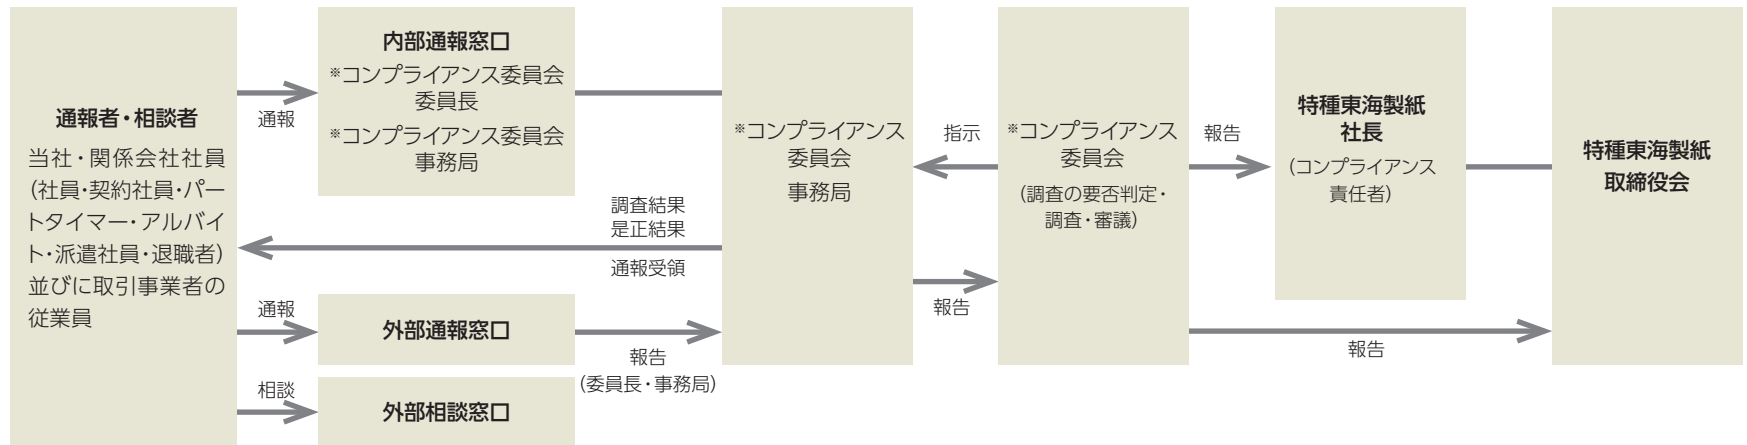 通報者・相談者
当社・関係会社社員
（社員・契約社員・パー
トタイマー・アルバイ
ト・派遣社員・退職者）
並びに取引事業者の
従業員
通報
内部通報窓口
※コンプライアンス委員会
委員長
※コンプライアンス委員会
事務局
調査結果
是正結果
通報受領
通報
外部通報窓口
報告
（委員長・事務局）
相談
外部相談窓口
※コンプライアンス
委員会
事務局
指示
報告
※コンプライアンス
委員会
（調査の要否判定・
調査・審議）
報告
特種東海製紙
社長
（コンプライアンス
責任者）
報告
特種東海製紙
取締役会